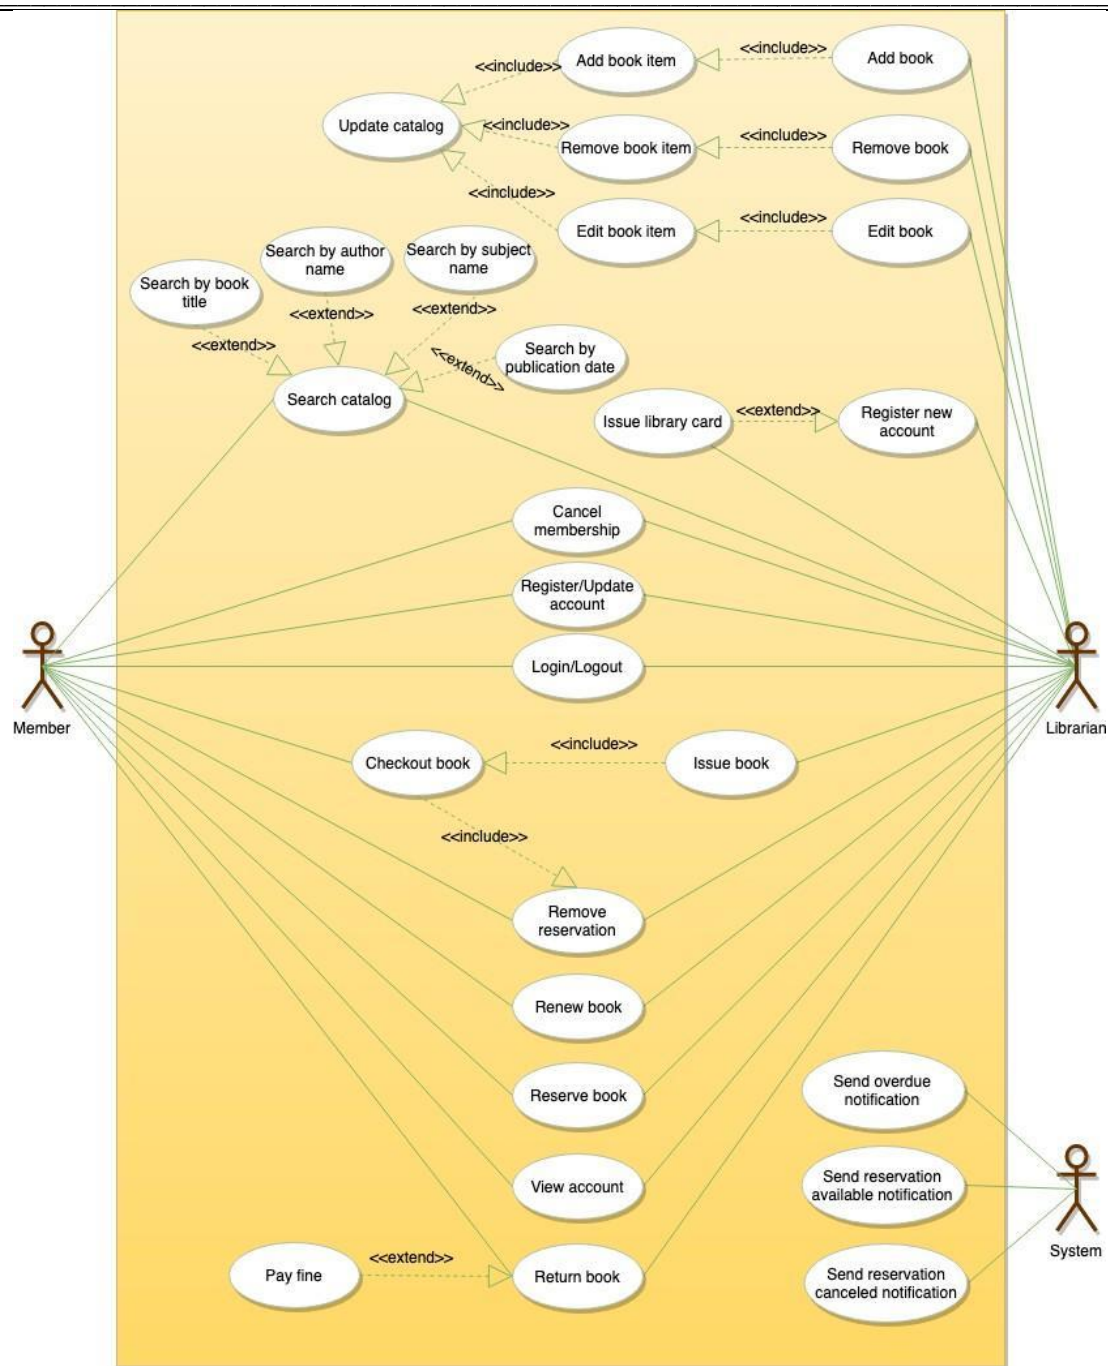 <<include>>
Add book item
<<include>>
Add book
Update catalog
<<include>>
Remove book item
<<include>>
Remove book
<<include>>
Edit book item
<<include>>
Edit book
Search by book
title
Search by author
name
Search by subject
name
<<extend>>
<<extend>>
<<extend>>
<<extend>>
Search by
publication date
Search catalog
Issue library card
<<extend>>
Register new
account
Cancel
membership
Register/Update
account
Login/Logout
Member
Librarian
Checkout book
<<include>>
Issue book
<<include>>
Remove
reservation
Renew book
Reserve book
Send overdue
notification
View account
Send reservation
available notification
System
Pay fine
<<extend>>
Return book
Send reservation
canceled notification